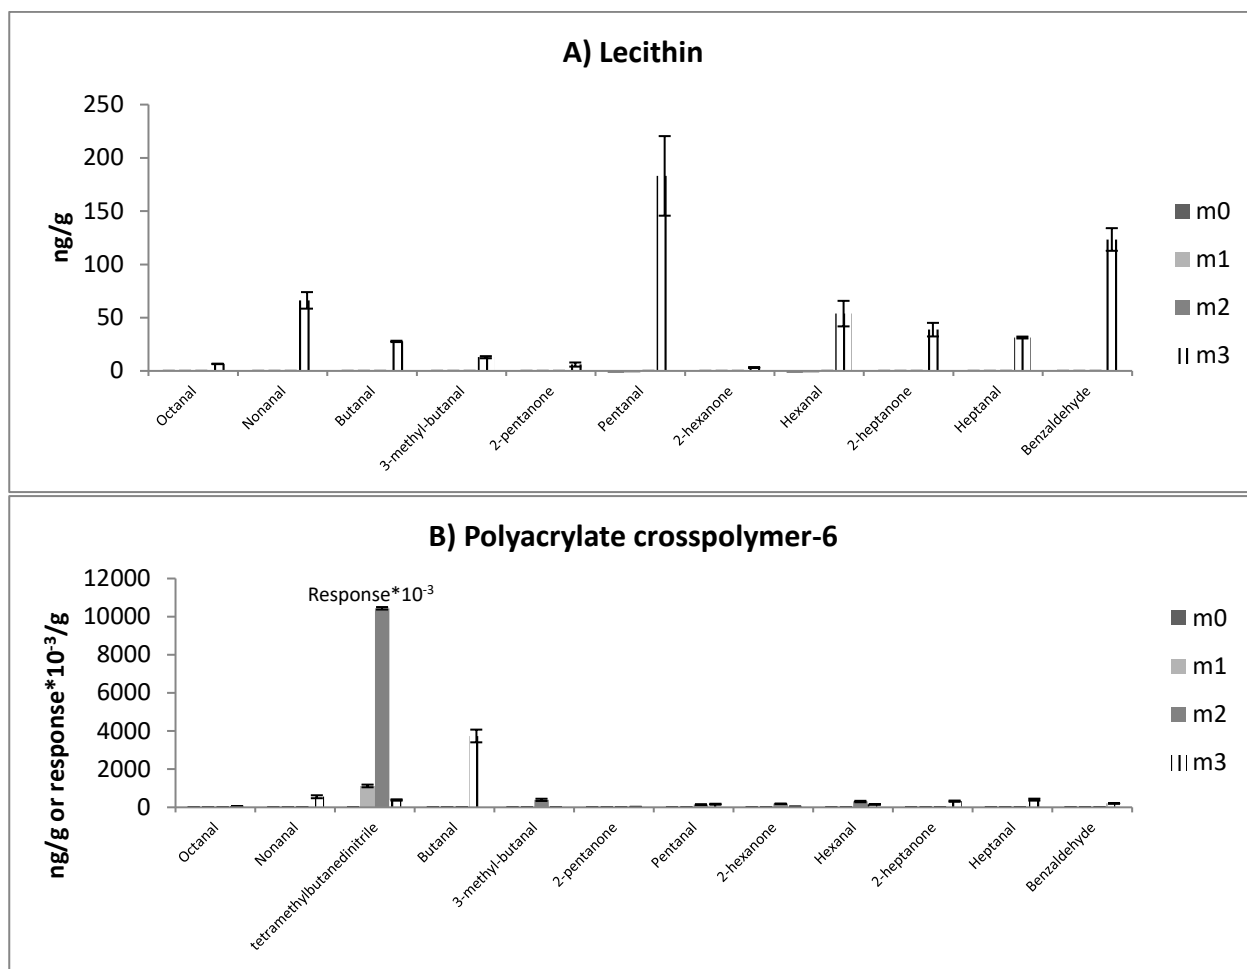 A) Lecithin
250
200
150
100
50
0
ng/g
Octanal
Nonanal
Butanal
3-methyl-butanal
2-pentanone
Pentanal
2-hexanone
Hexanal
2-heptanone
Heptanal
Benzaldehyde
m0
m1
m2
m3
B) Polyacrylate crosspolymer-6
12000
10000
8000
6000
4000
2000
0
ng/g or response*10⁻³/g
Response*10⁻³
Octanal
Nonanal
tetramethylbutanedinitrile
Butanal
3-methyl-butanal
2-pentanone
Pentanal
2-hexanone
Hexanal
2-heptanone
Heptanal
Benzaldehyde
m0
m1
m2
m3